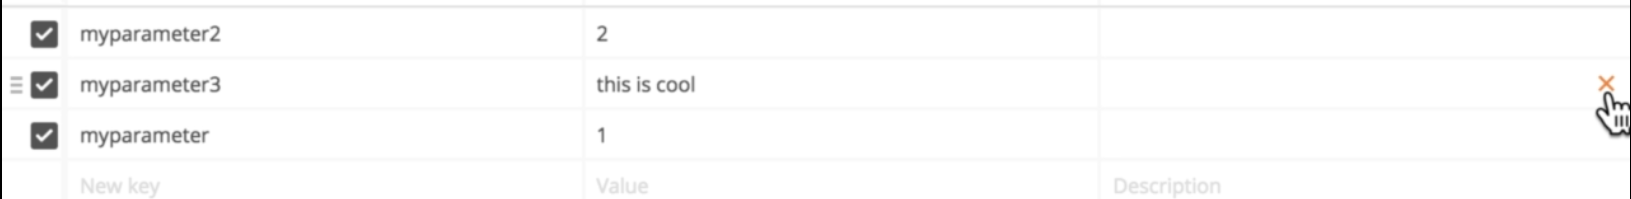 myparameter2 2
myparameter3 this is cool
myparameter 1
New key Value Description